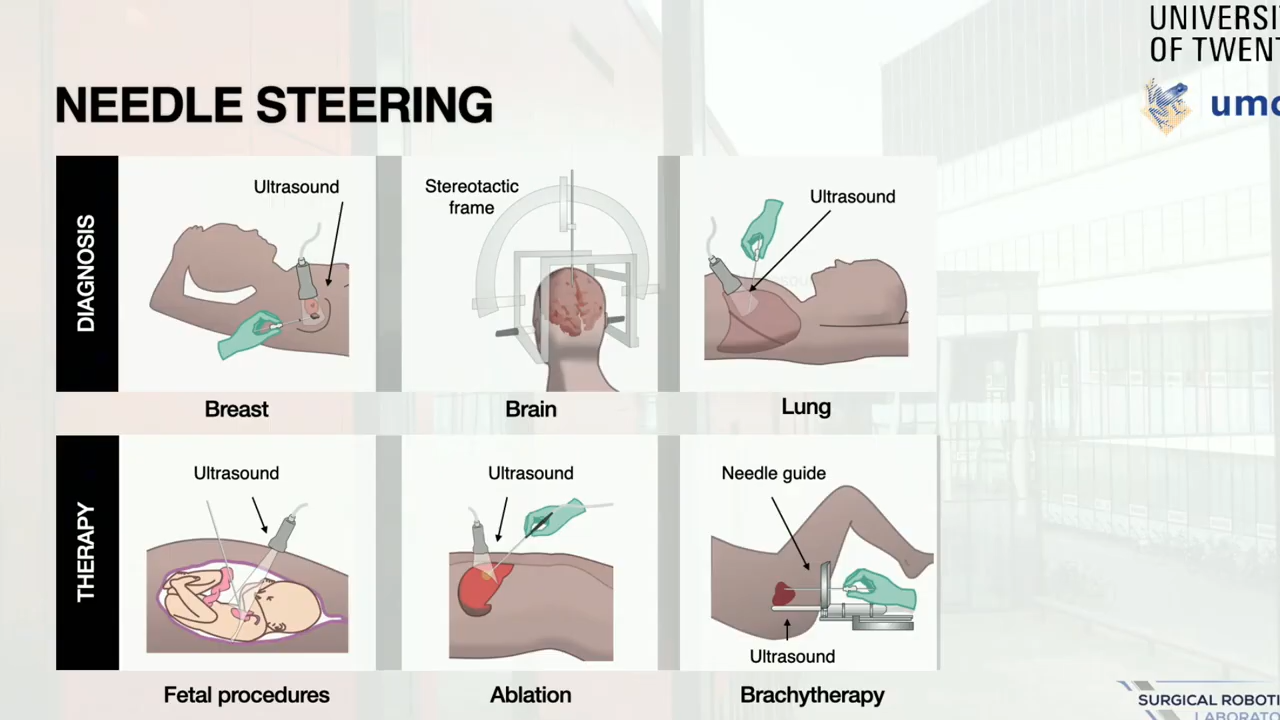 UNIVERSI
OF TWENT
umc
NEEDLE STEERING
DIAGNOSIS
Ultrasound
Stereotactic
frame
Ultrasound
Breast
Brain
Lung
THERAPY
Ultrasound
Ultrasound
Needle guide
Ultrasound
Fetal procedures
Ablation
Brachytherapy
SURGICAL ROBOTI
LABORATO